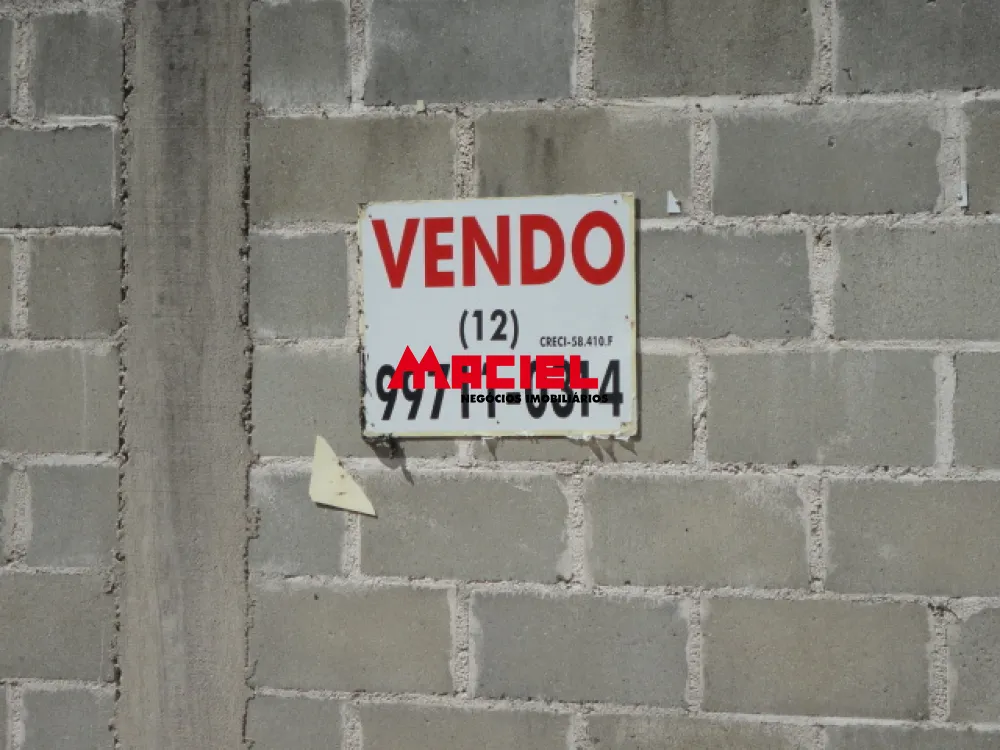 VENDO
(12)
CRECI-58.410.F
MACIEL
NEGÓCIOS IMOBILIÁRIOS